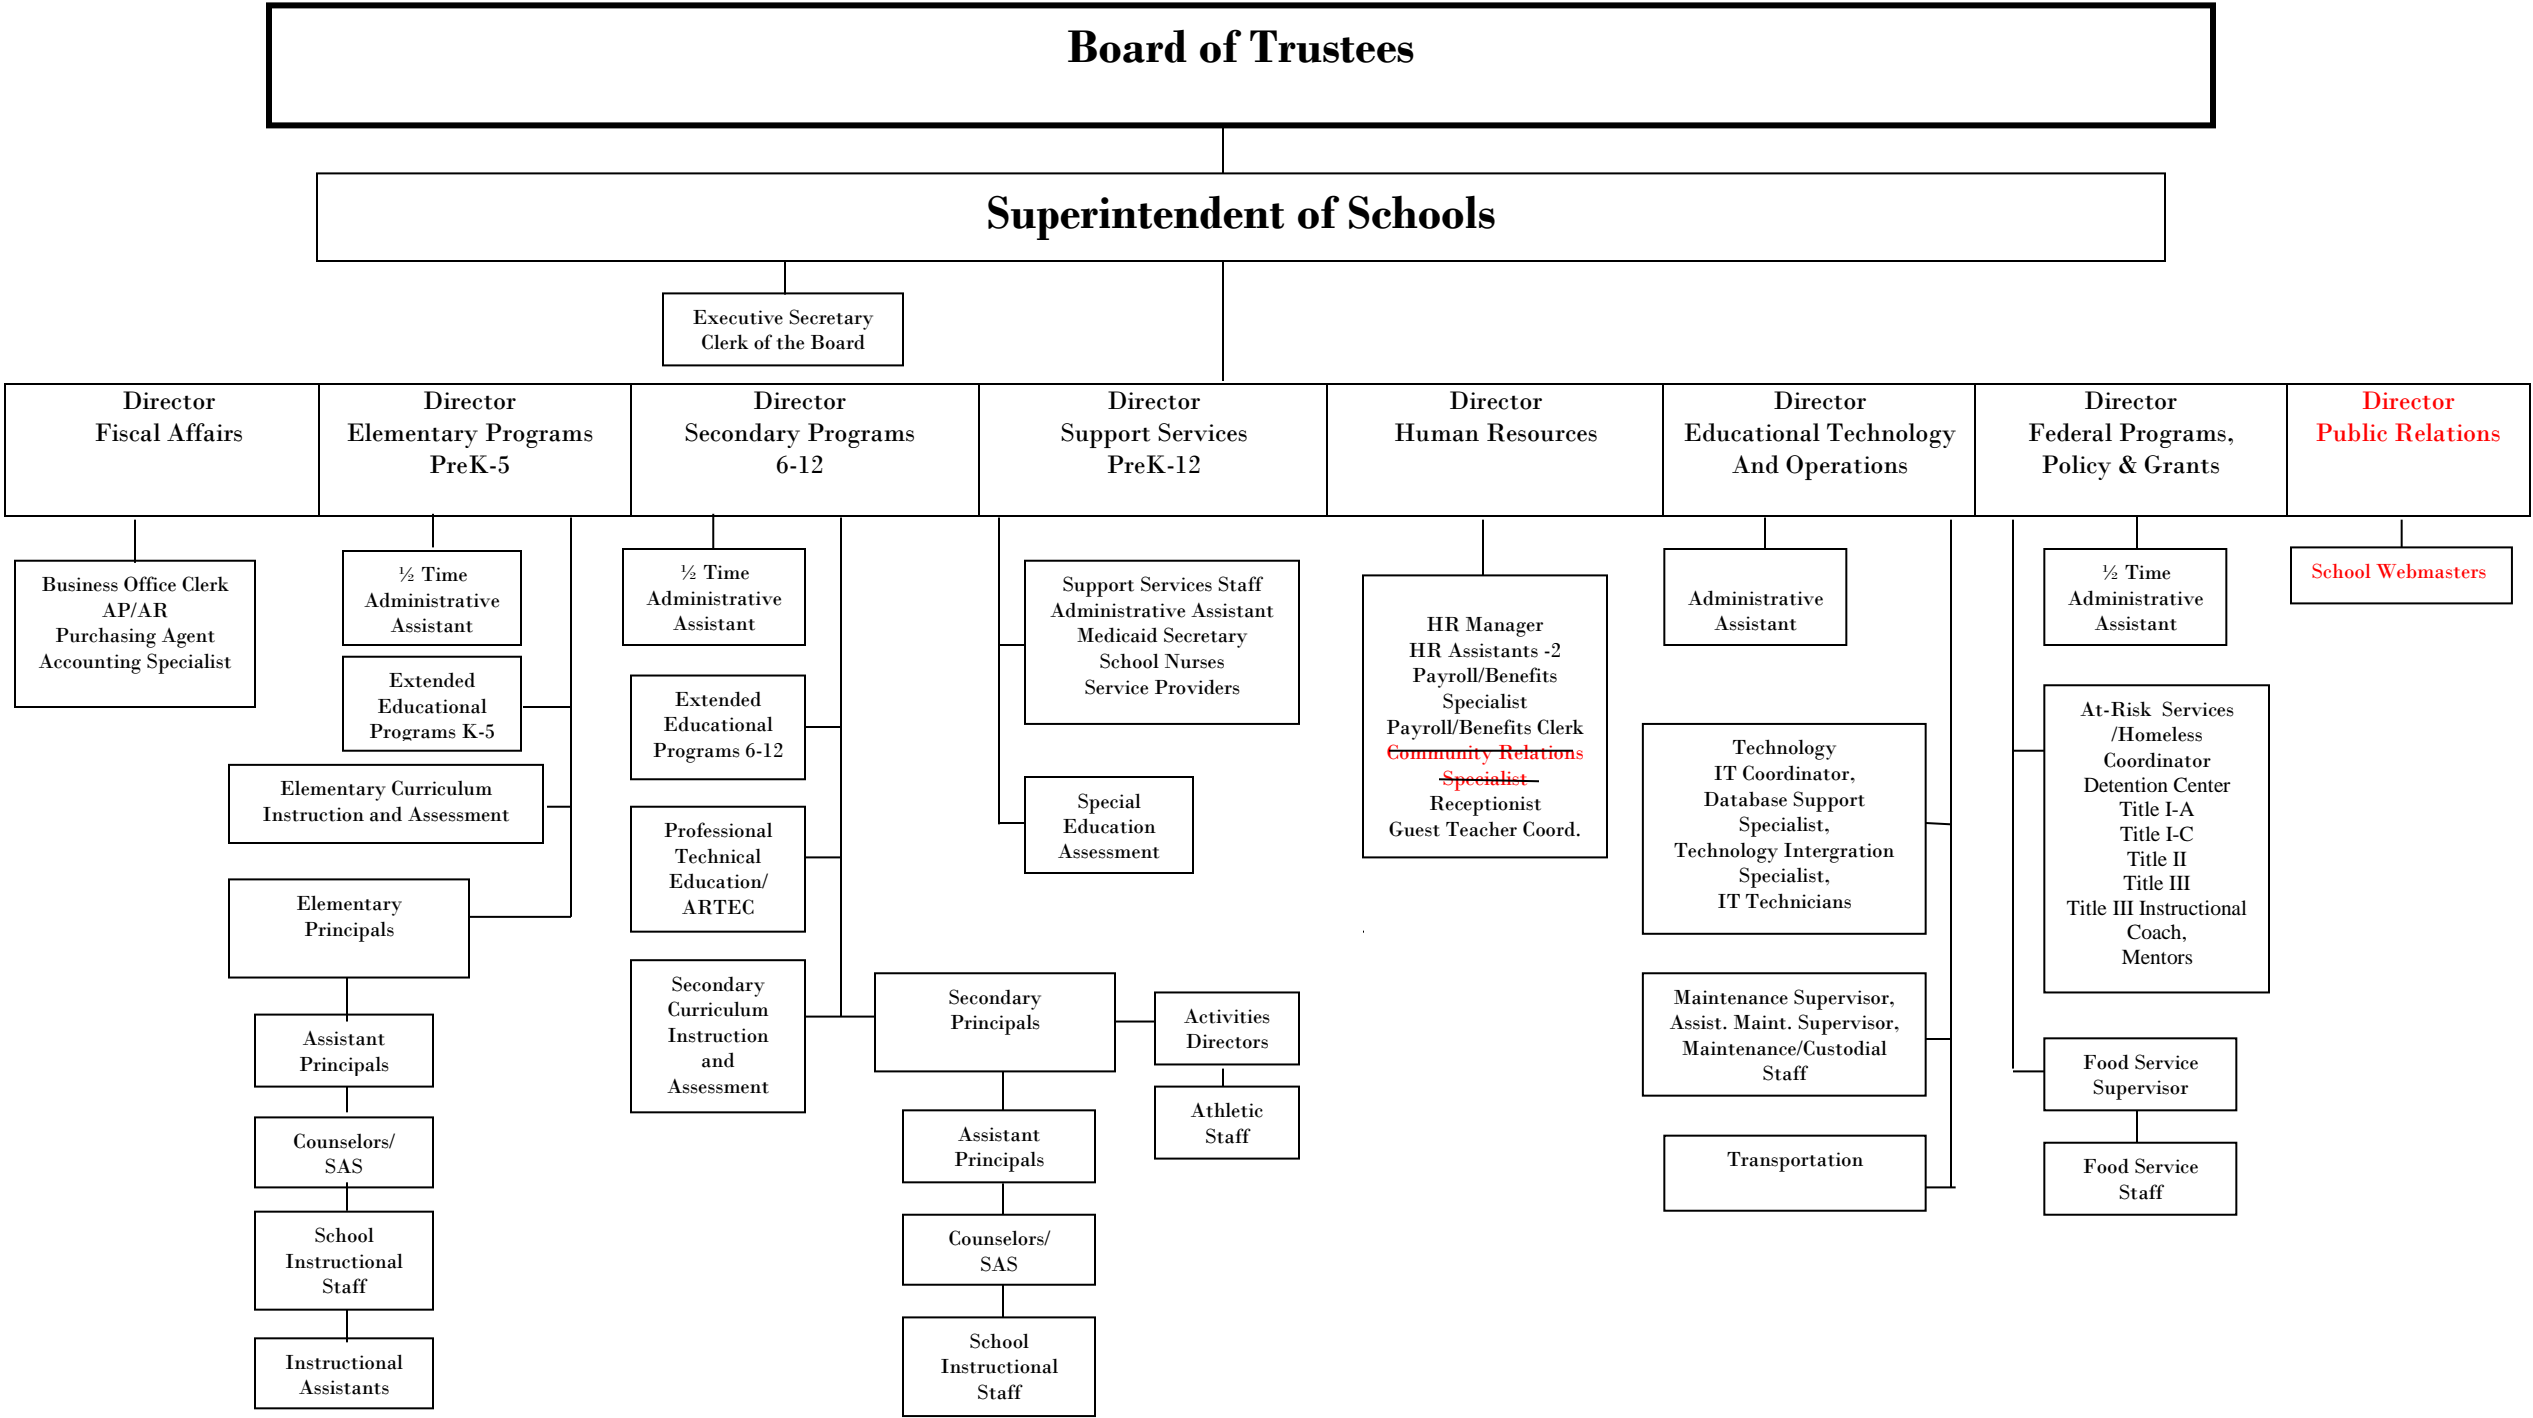 Board of Trustees
Superintendent of Schools
Executive Secretary
Clerk of the Board
Director
Fiscal Affairs
Director
Elementary Programs
PreK-5
Director
Secondary Programs
6-12
Director
Support Services
PreK-12
Director
Human Resources
Director
Educational Technology
And Operations
Director
Federal Programs,
Policy & Grants
Director
Public Relations
Business Office Clerk
AP/AR
Purchasing Agent
Accounting Specialist
½ Time
Administrative
Assistant
Extended
Educational
Programs K-5
Elementary Curriculum
Instruction and Assessment
Elementary
Principals
Assistant
Principals
Counselors/
SAS
School
Instructional
Staff
Instructional
Assistants
½ Time
Administrative
Assistant
Extended
Educational
Programs 6-12
Professional
Technical
Education/
ARTEC
Secondary
Curriculum
Instruction
and
Assessment
Secondary
Principals
Activities
Directors
Athletic
Staff
Assistant
Principals
Counselors/
SAS
School
Instructional
Staff
Support Services Staff
Administrative Assistant
Medicaid Secretary
School Nurses
Service Providers
Special
Education
Assessment
HR Manager
HR Assistants -2
Payroll/Benefits
Specialist
Payroll/Benefits Clerk
Community Relations
Specialist
Receptionist
Guest Teacher Coord.
Administrative
Assistant
Technology
IT Coordinator,
Database Support
Specialist,
Technology Intergration
Specialist,
IT Technicians
Maintenance Supervisor,
Assist. Maint. Supervisor,
Maintenance/Custodial
Staff
Transportation
½ Time
Administrative
Assistant
At-Risk Services
/Homeless
Coordinator
Detention Center
Title I-A
Title I-C
Title II
Title III
Title III Instructional
Coach,
Mentors
Food Service
Supervisor
Food Service
Staff
School Webmasters